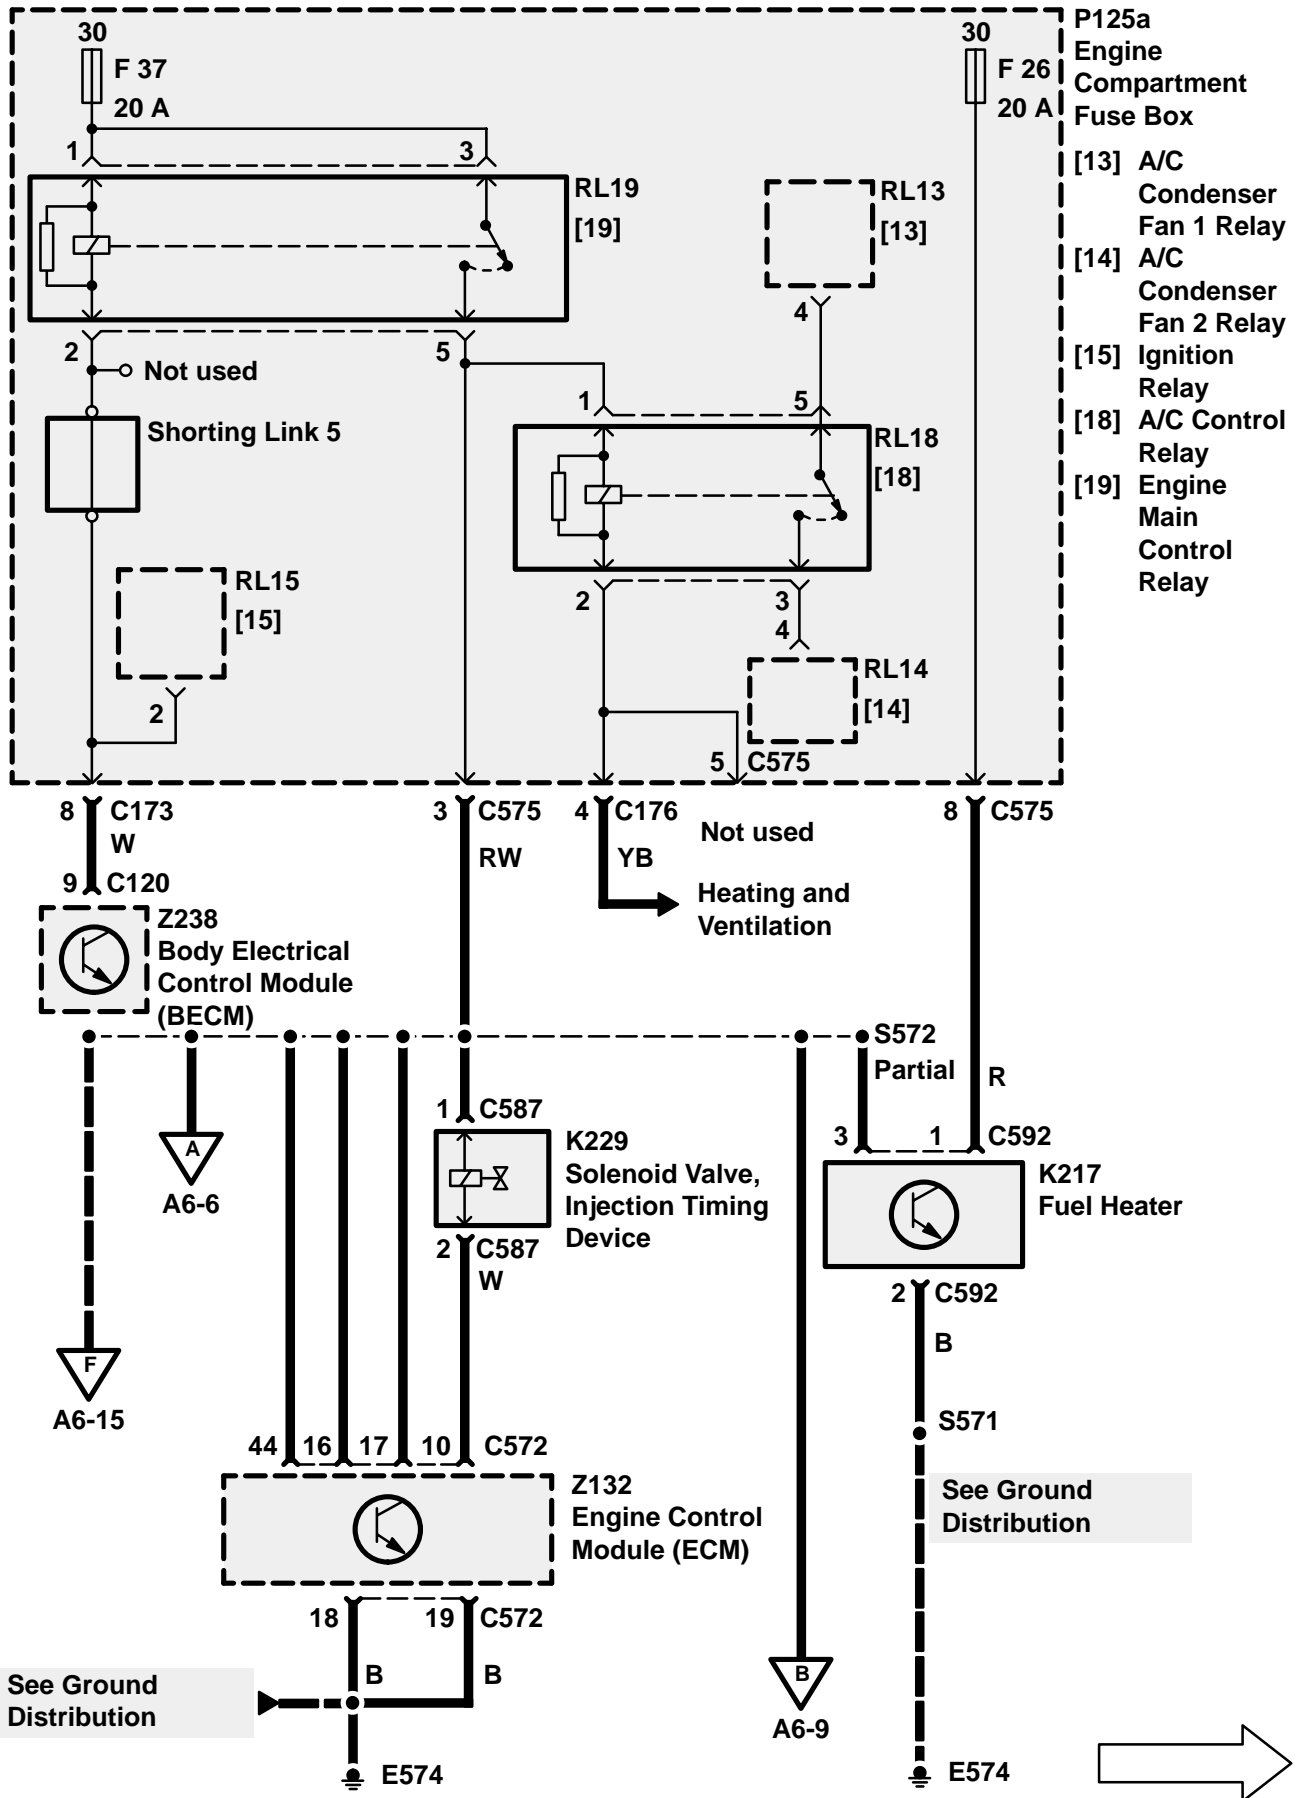 30
F 37
20 A
30
F 26
20 A
P125a
Engine
Compartment
Fuse Box
[13] A/C
Condenser
Fan 1 Relay
[14] A/C
Condenser
Fan 2 Relay
[15] Ignition
Relay
[18] A/C Control
Relay
[19] Engine
Main
Control
Relay
1
3
RL19
[19]
RL13
[13]
4
2
5
Not used
Shorting Link 5
1
5
RL18
[18]
RL15
[15]
2
2
3
4
RL14
[14]
5 C575
8 C173
W
3 C575
RW
4 C176
YB
Not used
8 C575
9 C120
Heating and
Ventilation
Z238
Body Electrical
Control Module
(BECM)
S572
Partial
R
A
A6-6
1 C587
K229
Solenoid Valve,
Injection Timing
Device
2 C587
W
3
1 C592
K217
Fuel Heater
2 C592
B
F
A6-15
S571
44
16
17
10
C572
Z132
Engine Control
Module (ECM)
See Ground
Distribution
18
19
C572
B
B
See Ground
Distribution
B
A6-9
E574
E574